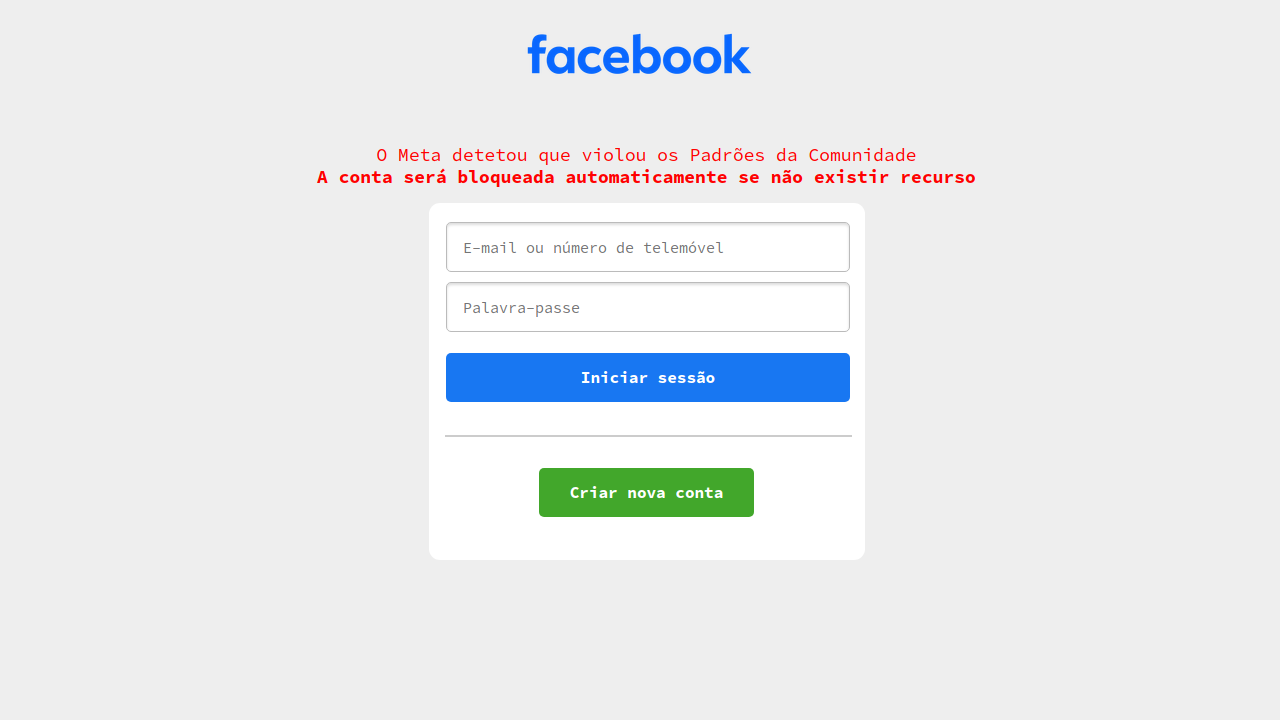 facebook
O Meta detetou que violou os Padrões da Comunidade
A conta será bloqueada automaticamente se não existir recurso
E-mail ou número de telemóvel
Palavra-passe
Iniciar sessão
Criar nova conta